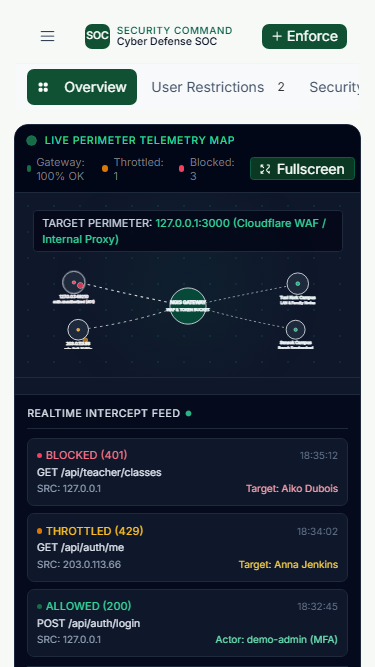 SOC
SECURITY COMMAND
Cyber Defense SOC
+ Enforce
Overview
User Restrictions 2
Security
LIVE PERIMETER TELEMETRY MAP
Gateway: 100% OK
Throttled: 1
Blocked: 3
Fullscreen
TARGET PERIMETER: 127.0.0.1:3000 (Cloudflare WAF /
Internal Proxy)
REALTIME INTERCEPT FEED
BLOCKED (401) 18:35:12
GET /api/teacher/classes
SRC: 127.0.0.1 Target: Aiko Dubois
THROTTLED (429) 18:34:02
GET /api/auth/me
SRC: 203.0.113.66 Target: Anna Jenkins
ALLOWED (200) 18:32:45
POST /api/auth/login
SRC: 127.0.0.1 Actor: demo-admin (MFA)